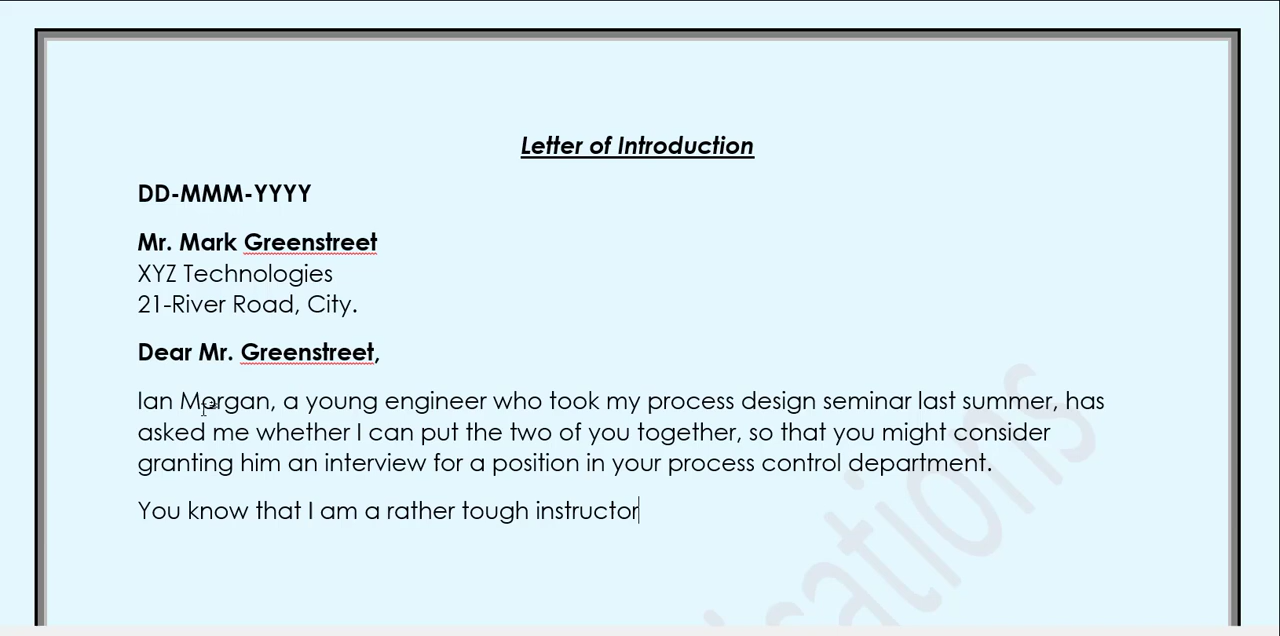 Letter of Introduction
DD-MMM-YYYY
Mr. Mark Greenstreet
XYZ Technologies
21-River Road, City.
Dear Mr. Greenstreet,
Ian Morgan, a young engineer who took my process design seminar last summer, has
asked me whether I can put the two of you together, so that you might consider
granting him an interview for a position in your process control department.
You know that I am a rather tough instructor